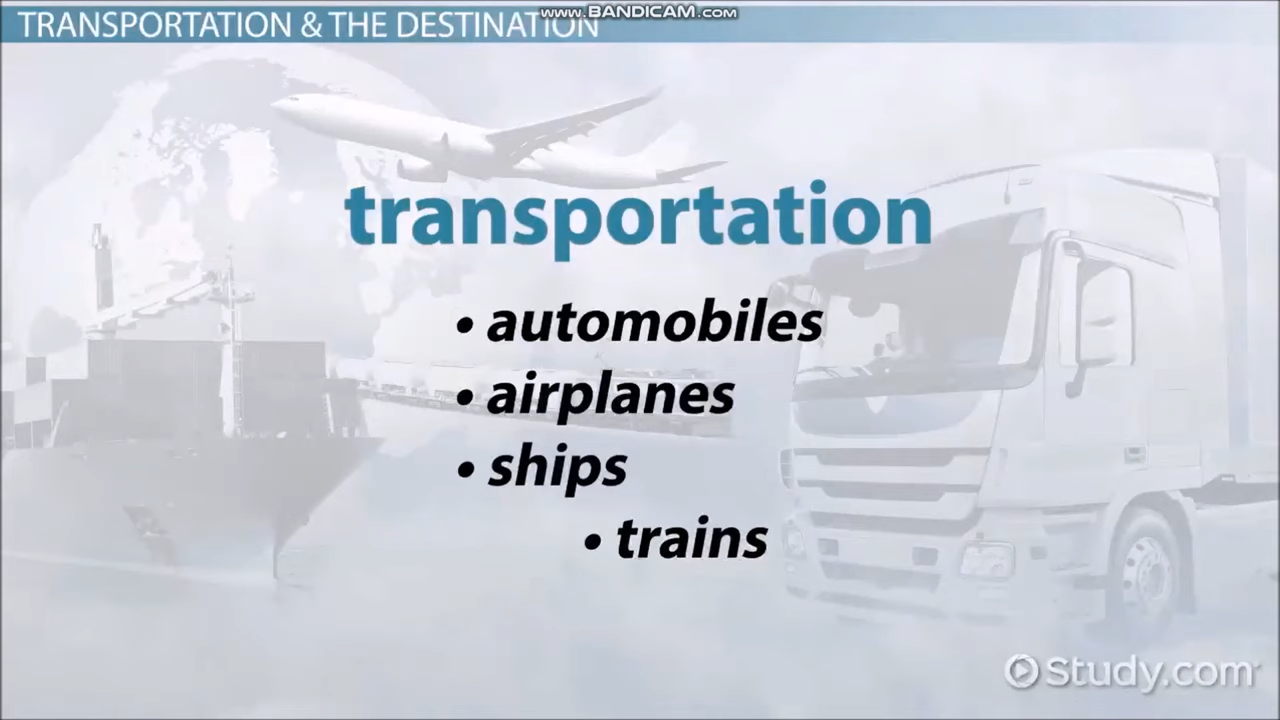 www.BANDICAM.com
TRANSPORTATION & THE DESTINATION
transportation
• automobiles
• airplanes
• ships
• trains
Study.com